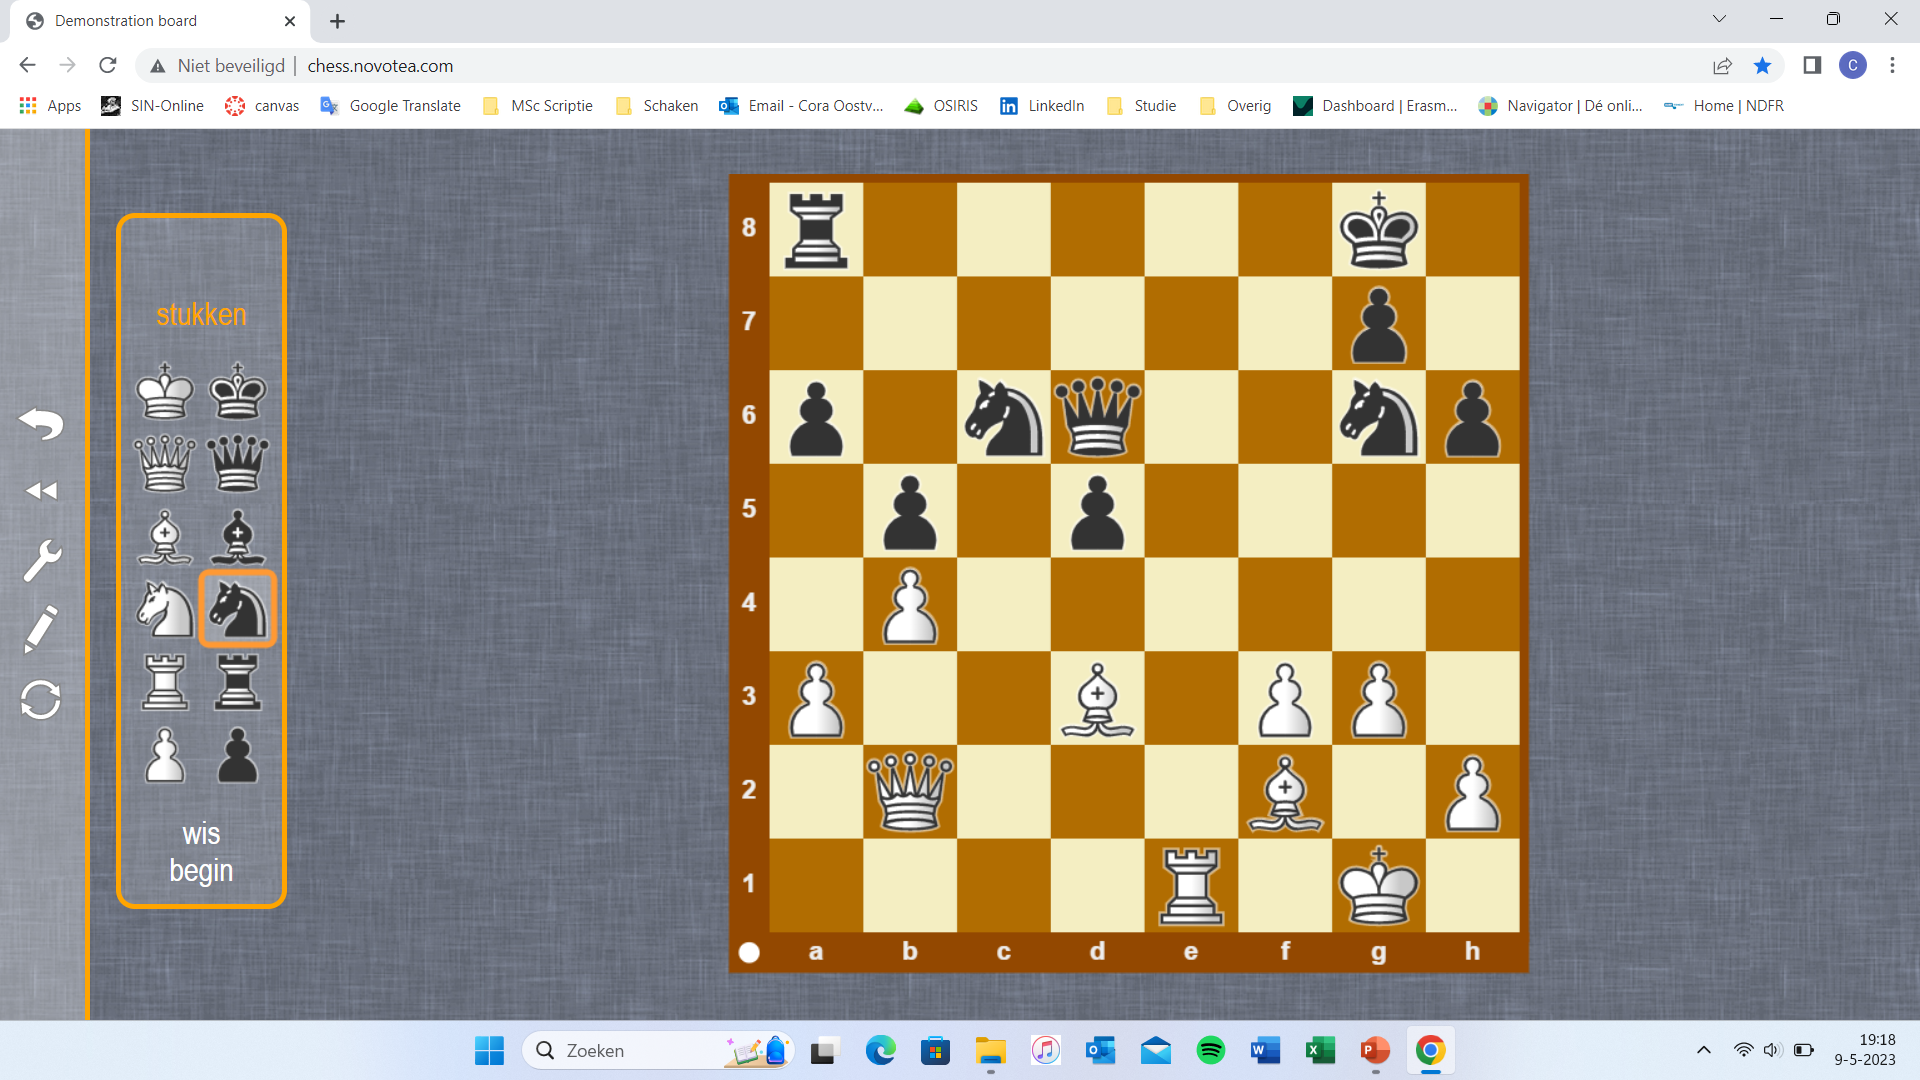 Demonstration board
Niet beveiligd
chess.novotea.com
Apps
SIN-Online
canvas
Google Translate
MSc Scriptie
Schaken
Email - Cora Oostv...
OSIRIS
LinkedIn
Studie
Overig
Dashboard | Erasm...
Navigator | Dé onli...
Home | NDFR
C
stukken
wis
begin
8
7
6
5
4
3
2
1
a b c d e f g h
Zoeken
19:18
9-5-2023